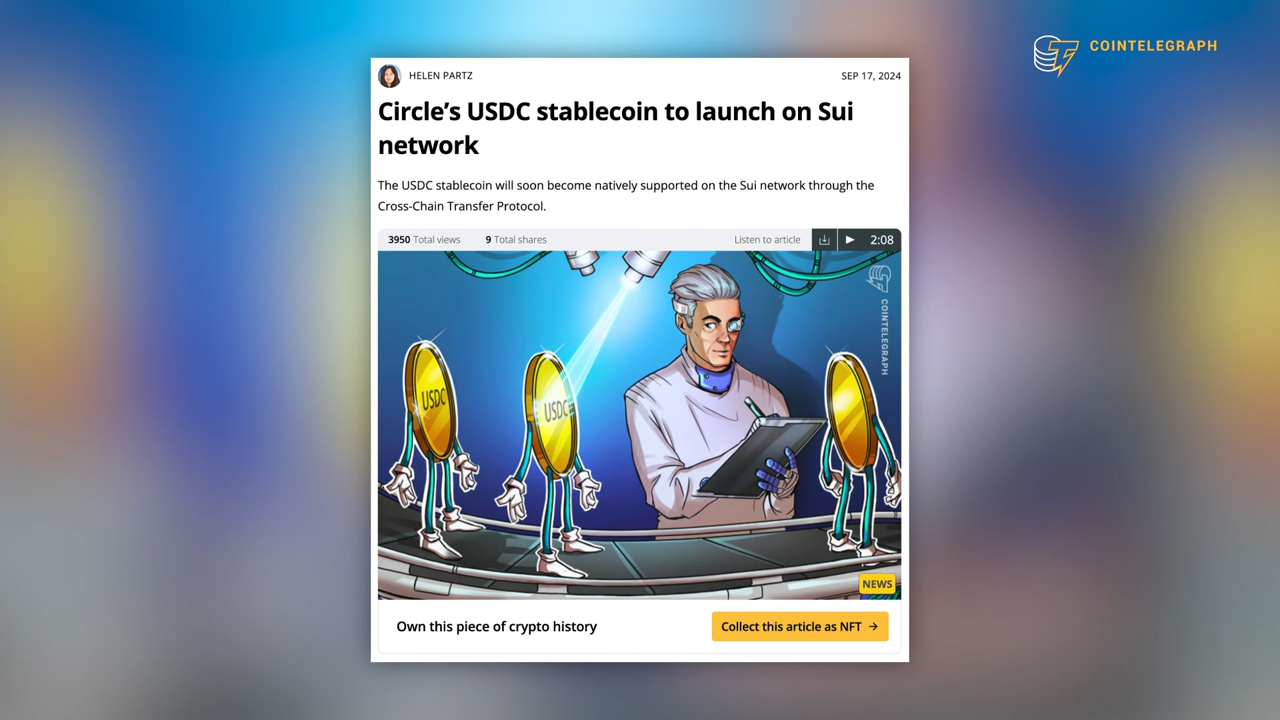 COINTELEGRAPH
HELEN PARTZ
SEP 17, 2024
Circle’s USDC stablecoin to launch on Sui
network
The USDC stablecoin will soon become natively supported on the Sui network through the
Cross-Chain Transfer Protocol.
3950 Total views 9 Total shares
Listen to article 2:08
COINTELEGRAPH
USDC
USDC
NEWS
Own this piece of crypto history
Collect this article as NFT →